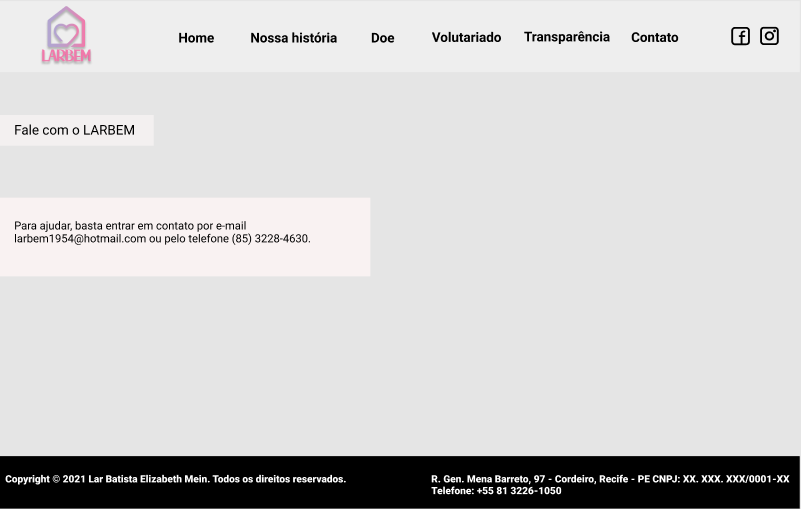 LARBEM
Home
Nossa história
Doe
Volutariado
Transparência
Contato
Fale com o LARBEM
Para ajudar, basta entrar em contato por e-mail
larbem1954@hotmail.com ou pelo telefone (85) 3228-4630.
Copyright © 2021 Lar Batista Elizabeth Mein. Todos os direitos reservados.
R. Gen. Mena Barreto, 97 - Cordeiro, Recife - PE CNPJ: XX. XXX. XXX/0001-XX
Telefone: +55 81 3226-1050